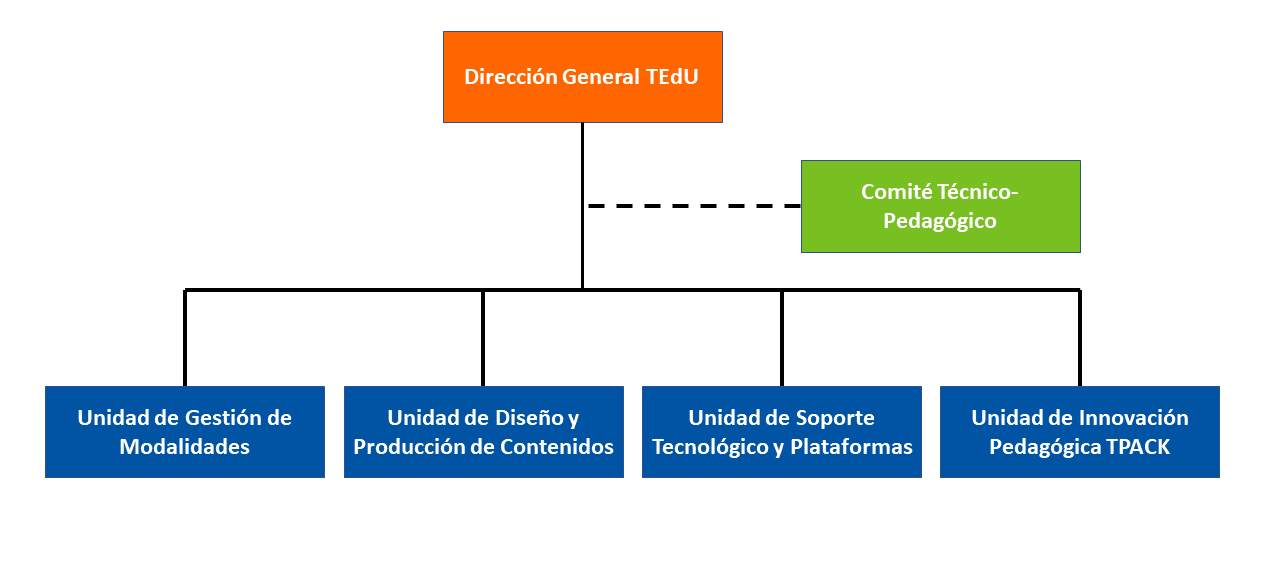 Dirección General TEdU
Comité Técnico-
Pedagógico
Unidad de Gestión de
Modalidades
Unidad de Diseño y
Producción de Contenidos
Unidad de Soporte
Tecnológico y Plataformas
Unidad de Innovación
Pedagógica TPACK